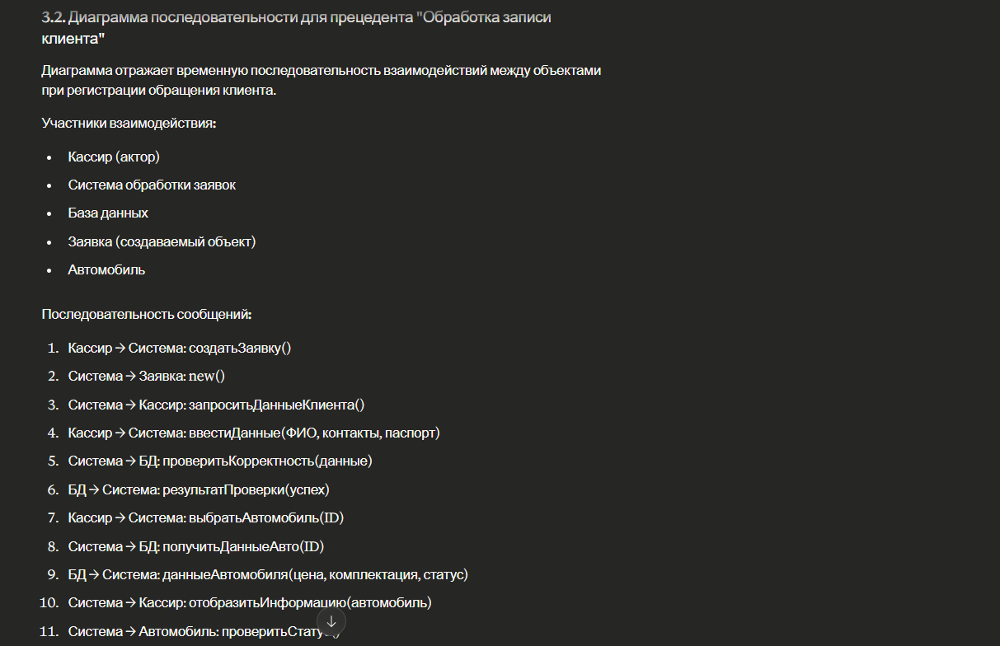 3.2. Диаграмма последовательности для прецедента "Обработка записи
клиента"
Диаграмма отражает временную последовательность взаимодействий между объектами
при регистрации обращения клиента.
Участники взаимодействия:
• Кассир (актор)
• Система обработки заявок
• База данных
• Заявка (создаваемый объект)
• Автомобиль
Последовательность сообщений:
1. Кассир → Система: создатьЗаявку()
2. Система → Заявка: new()
3. Система → Кассир: запроситьДанныеКлиента()
4. Кассир → Система: ввестиДанные(ФИО, контакты, паспорт)
5. Система → БД: проверитьКорректность(данные)
6. БД → Система: результатПроверки(успех)
7. Кассир → Система: выбратьАвтомобиль(ID)
8. Система → БД: получитьДанныеАвто(ID)
9. БД → Система: данныеАвтомобиля(цена, комплектация, статус)
10. Система → Кассир: отобразитьИнформацию(автомобиль)
11. Система → Автомобиль: проверитьСтатус()